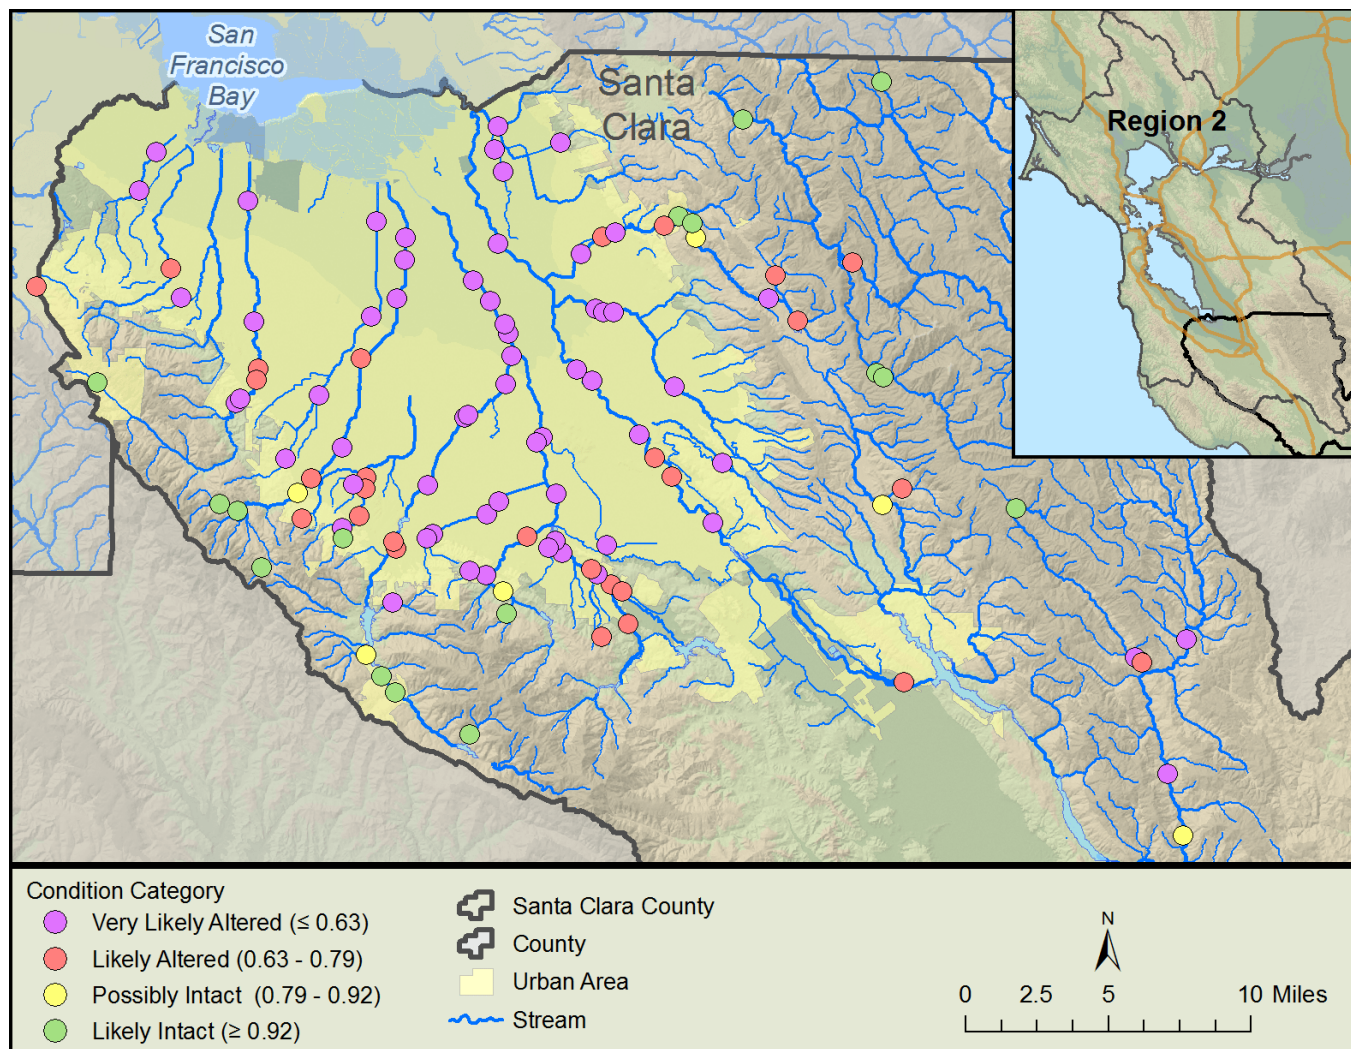 San
Francisco
Bay
Santa
Clara
Region 2
Condition Category
Very Likely Altered (≤ 0.63)
Likely Altered (0.63 - 0.79)
Possibly Intact (0.79 - 0.92)
Likely Intact (≥ 0.92)
Santa Clara County
County
Urban Area
Stream
N
0 2.5 5 10 Miles